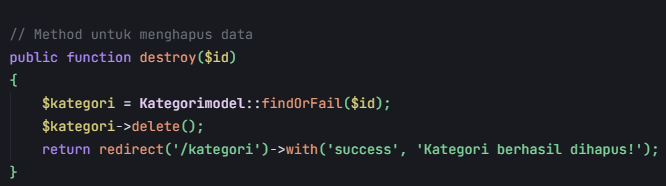 // Method untuk menghapus data
public function destroy($id)
{
    $kategori = Kategorimodel::findOrFail($id);
    $kategori->delete();
    return redirect('/kategori')->with('success', 'Kategori berhasil dihapus!');
}